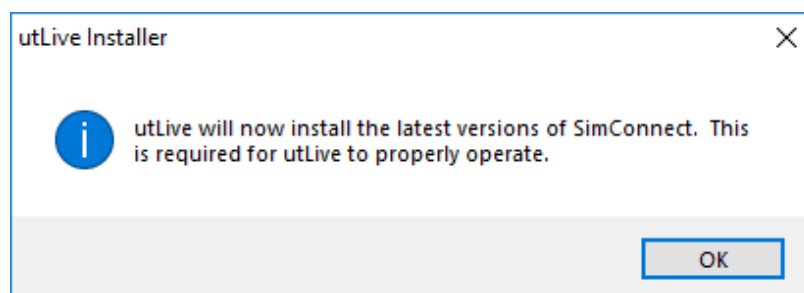 utLive Installer
utLive will now install the latest versions of SimConnect.  This
is required for utLive to properly operate.
OK